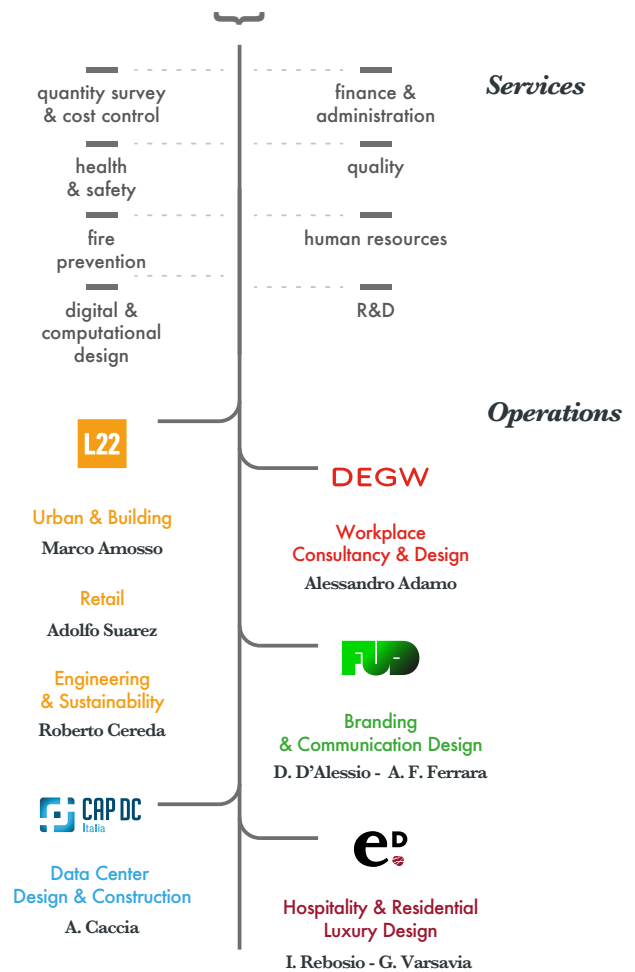 Services
quantity survey
& cost control
finance &
administration
health
& safety
quality
fire
prevention
human resources
digital &
computational
design
R&D
Operations
L22
Urban & Building
Marco Amosso
Retail
Adolfo Suarez
Engineering
& Sustainability
Roberto Cereda
DEGW
Workplace
Consultancy & Design
Alessandro Adamo
FUD
Branding
& Communication Design
D. D'Alessio - A. F. Ferrara
CAP DC
Italia
Data Center
Design & Construction
A. Caccia
eD
Hospitality & Residential
Luxury Design
I. Rebosio - G. Varsavia